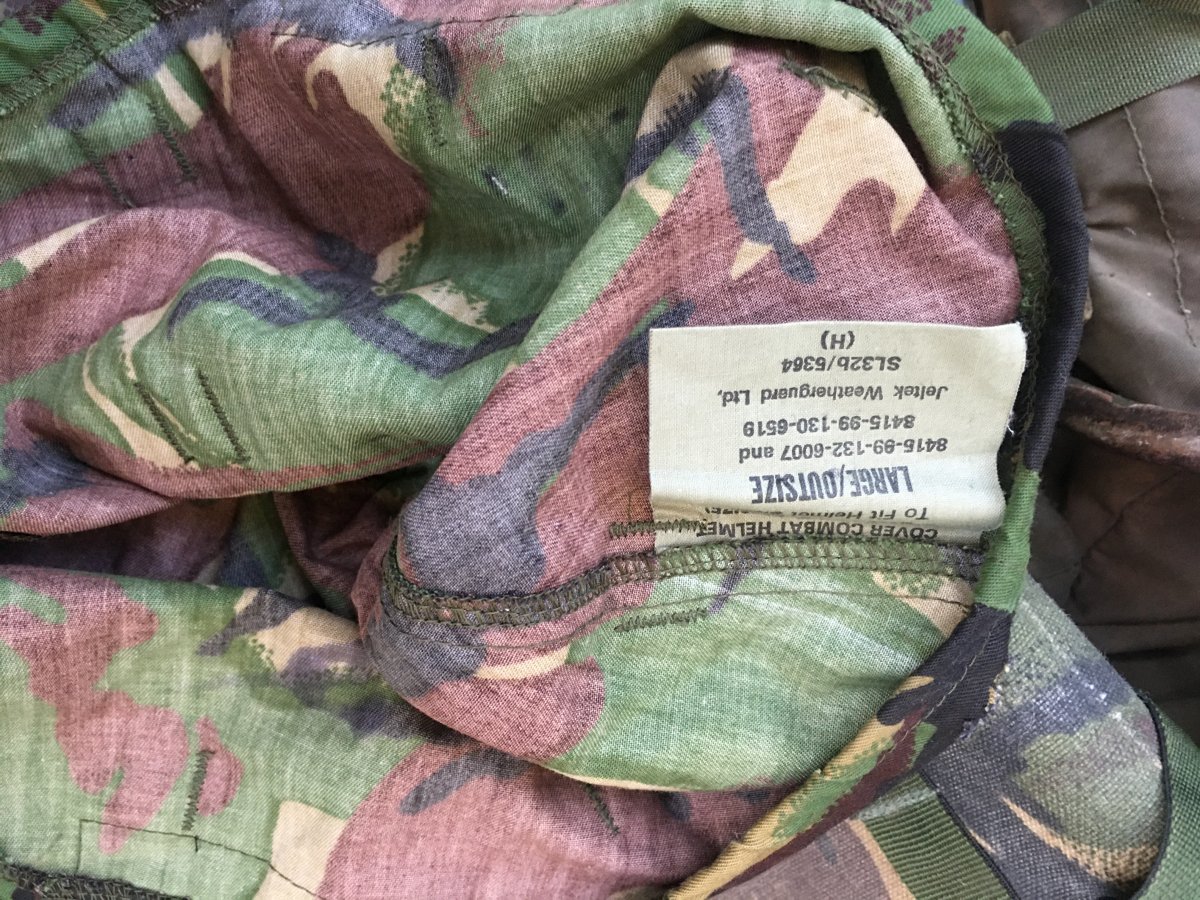 COVER COMBAT HELMET
To Fit Helmet
LARGE/OUTSIZE
8415-99-132-6007 and
8415-99-130-6519
Jeltek Weatherguard Ltd,
SL32b/5364
(H)